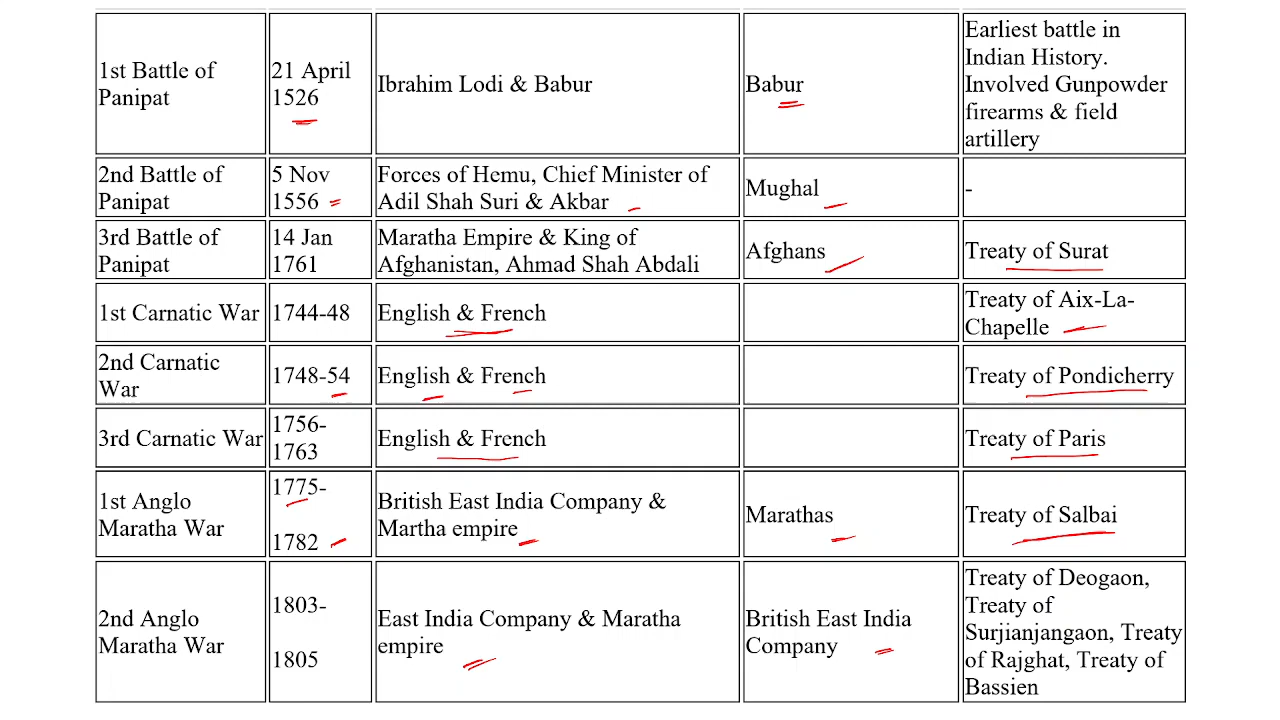 1st Battle of
Panipat
21 April
1526
Ibrahim Lodi & Babur
Babur
Earliest battle in
Indian History.
Involved Gunpowder
firearms & field
artillery
2nd Battle of
Panipat
5 Nov
1556
Forces of Hemu, Chief Minister of
Adil Shah Suri & Akbar
Mughal
-
3rd Battle of
Panipat
14 Jan
1761
Maratha Empire & King of
Afghanistan, Ahmad Shah Abdali
Afghans
Treaty of Surat
1st Carnatic War
1744-48
English & French
Treaty of Aix-La-
Chapelle
2nd Carnatic
War
1748-54
English & French
Treaty of Pondicherry
3rd Carnatic War
1756-
1763
English & French
Treaty of Paris
1st Anglo
Maratha War
1775-
1782
British East India Company &
Martha empire
Marathas
Treaty of Salbai
2nd Anglo
Maratha War
1803-
1805
East India Company & Maratha
empire
British East India
Company
Treaty of Deogaon,
Treaty of
Surjianjangaon, Treaty
of Rajghat, Treaty of
Bassien